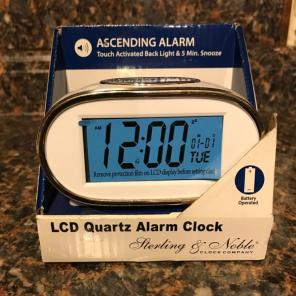 ASCENDING ALARM
Touch Activated Back Light & 5 Min. Snooze
AM
12:00
01-01
TUE
Remove protection film on LCD display before setting clock
Battery
Operated
LCD Quartz Alarm Clock
Sterling & Noble
CLOCK COMPANY